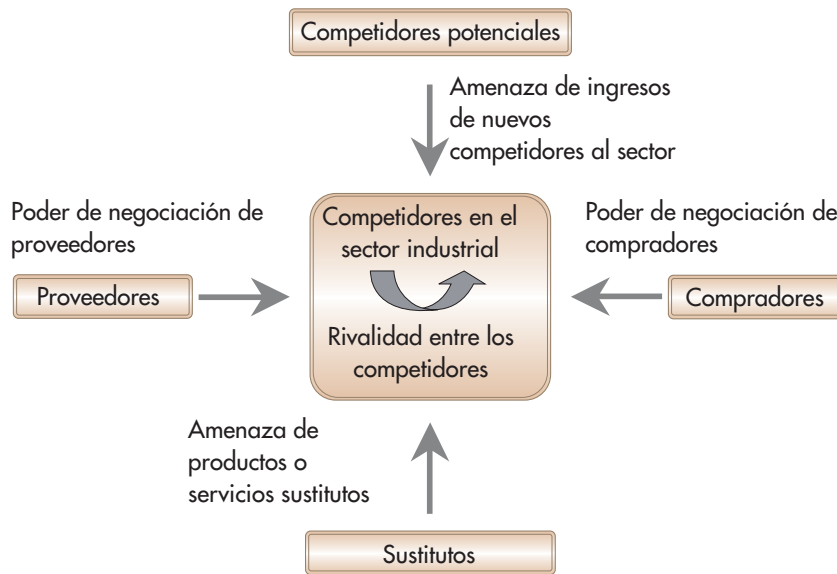 Competidores potenciales
Amenaza de ingresos
de nuevos
competidores al sector
Poder de negociación de
proveedores
Proveedores
Competidores en el
sector industrial
Rivalidad entre los
competidores
Poder de negociación de
compradores
Compradores
Amenaza de
productos o
servicios sustitutos
Sustitutos